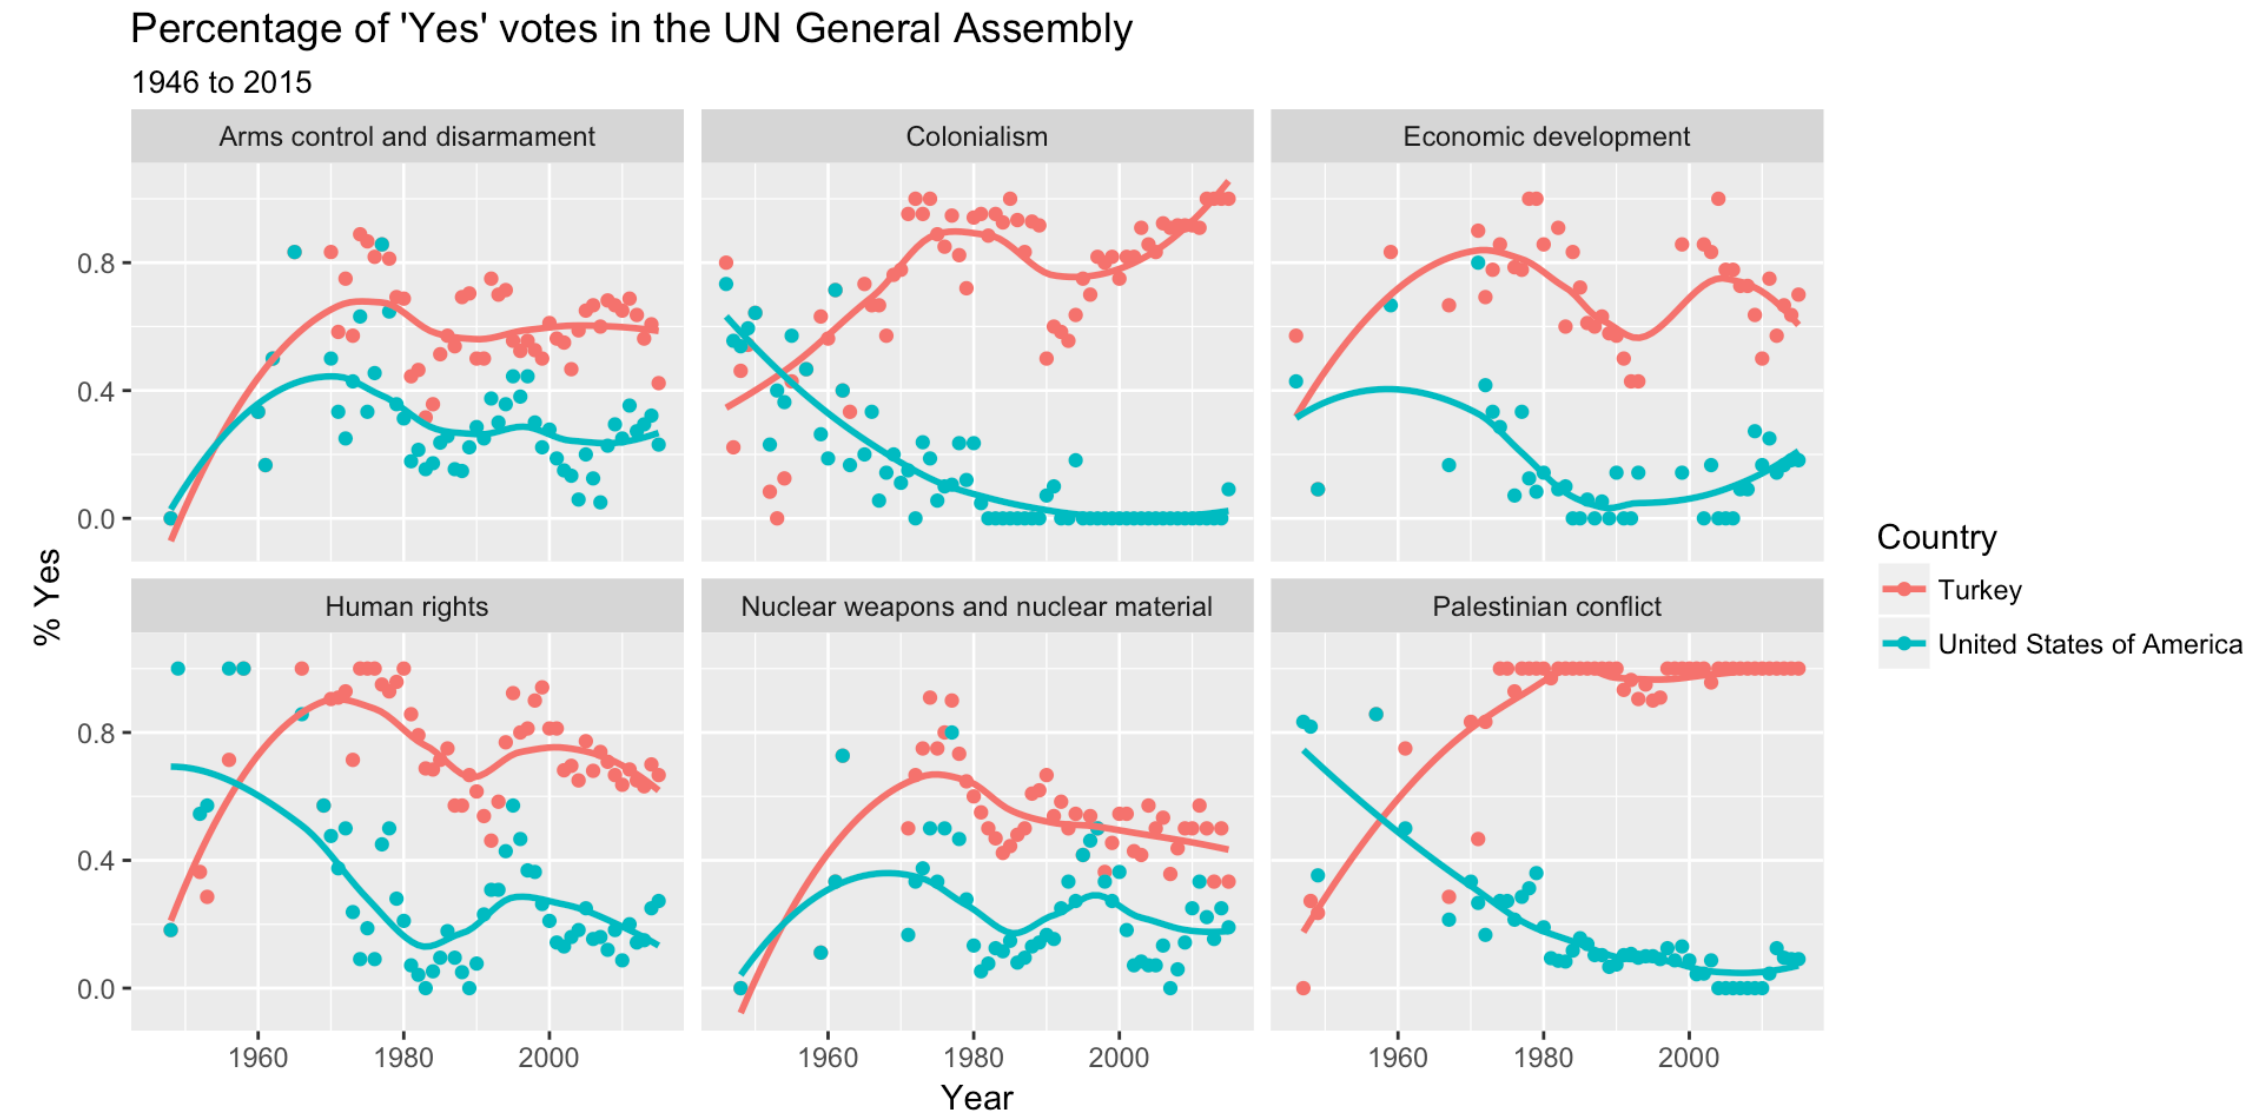 Percentage of 'Yes' votes in the UN General Assembly
1946 to 2015
Arms control and disarmament
Colonialism
Economic development
0.8
0.4
0.0
% Yes
Human rights
Nuclear weapons and nuclear material
Palestinian conflict
0.8
0.4
0.0
1960 1980 2000
1960 1980 2000
1960 1980 2000
Year
Country
Turkey
United States of America